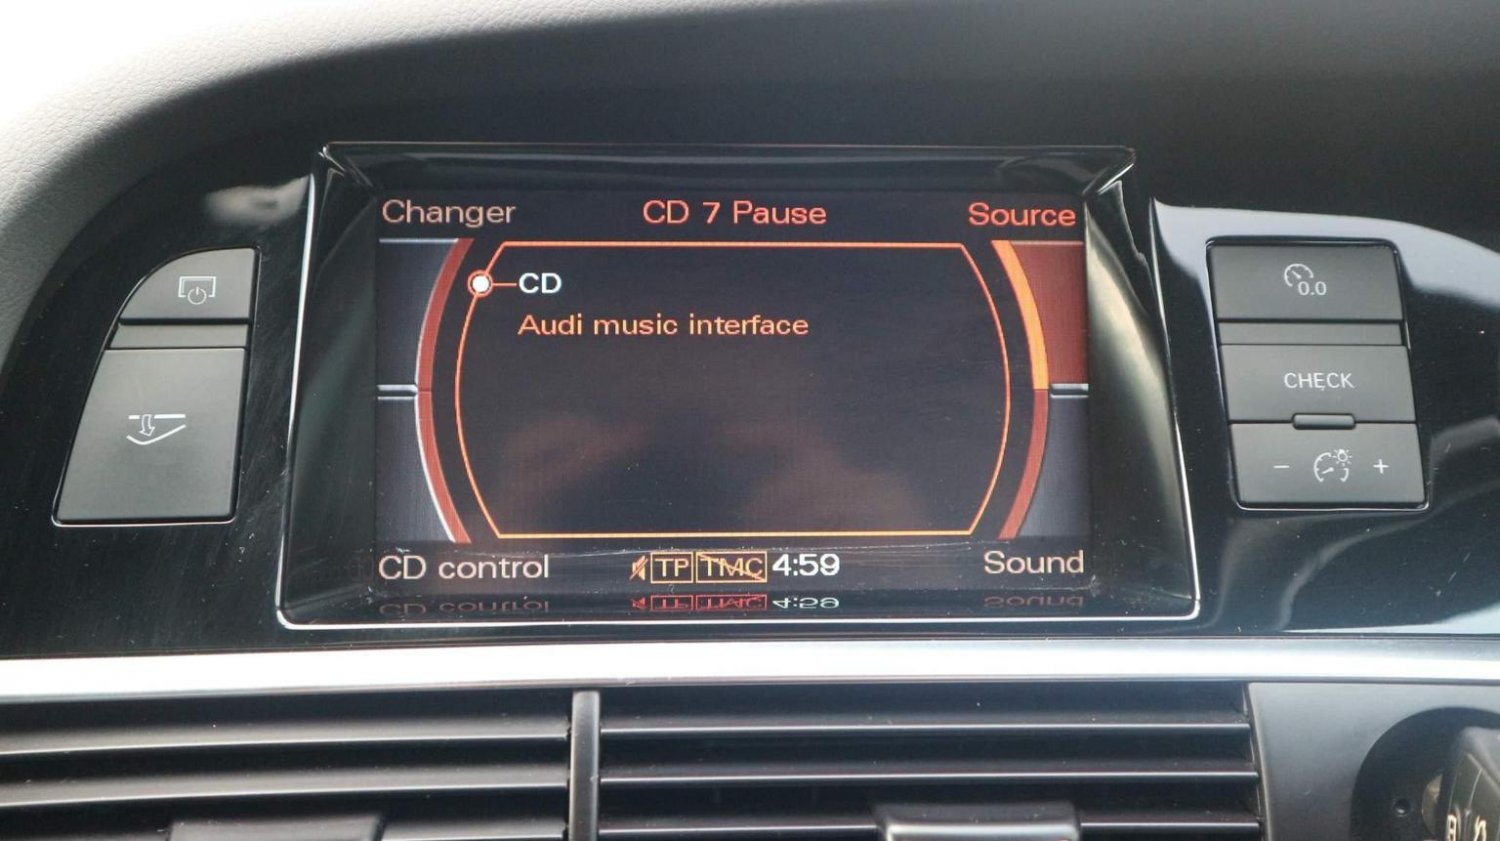 Changer CD 7 Pause Source
CD
Audi music interface
CD control TP TMC 4:59 Sound
0.0
CHECK
- +